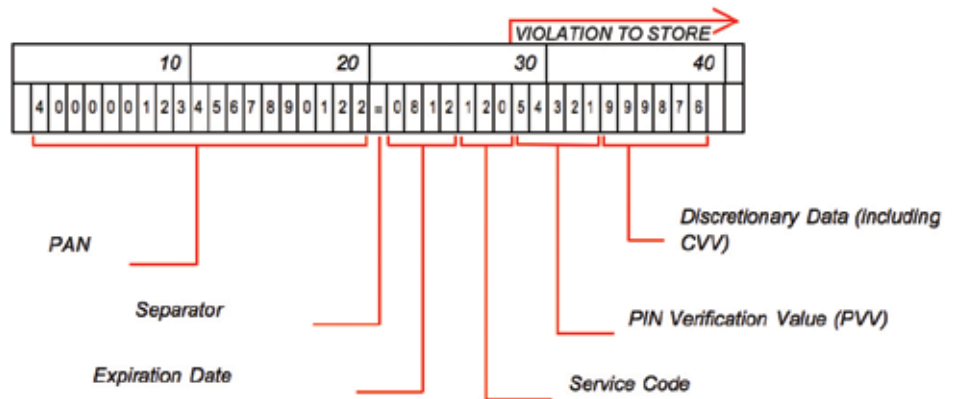 VIOLATION TO STORE
10 20 30 40
4 0 0 0 0 0 1 2 3 4 5 6 7 8 9 0 1 2 2 = 0 8 1 2 1 2 0 5 4 3 2 1 9 9 9 8 7 6
Discretionary Data (including
CVV)
PAN
Separator
PIN Verification Value (PVV)
Expiration Date
Service Code